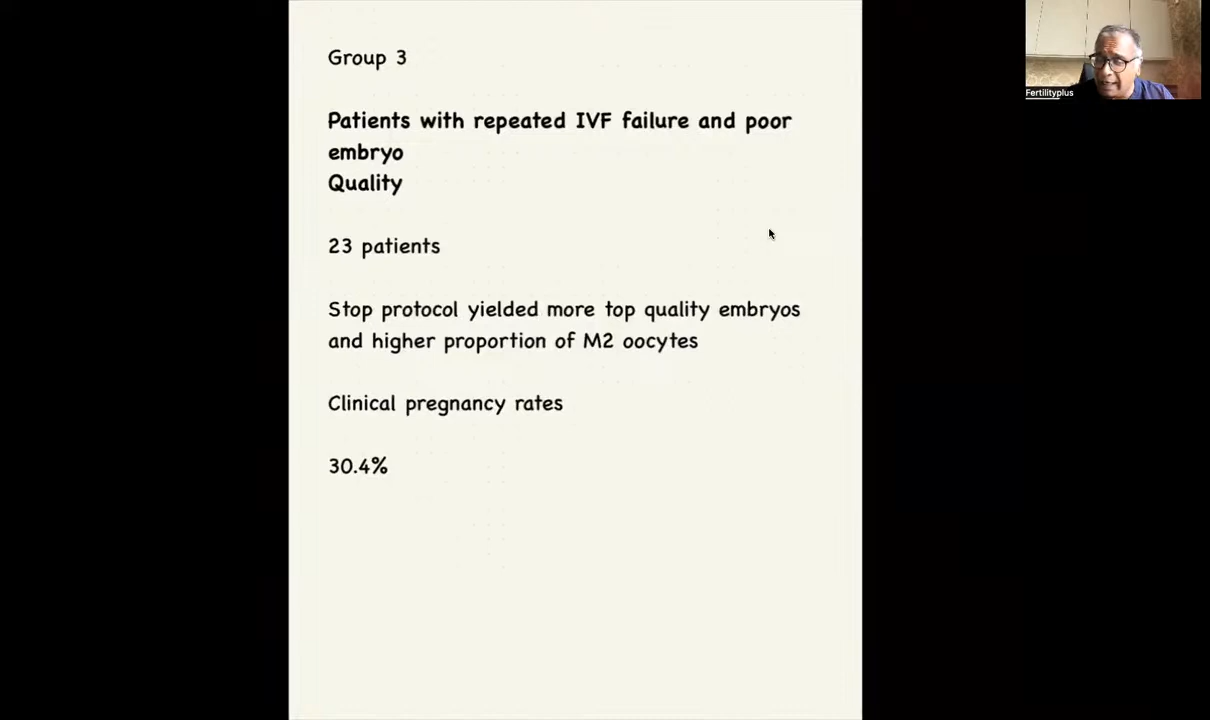 Group 3
Patients with repeated IVF failure and poor
embryo
Quality
23 patients
Stop protocol yielded more top quality embryos
and higher proportion of M2 oocytes
Clinical pregnancy rates
30.4%
Fertilityplus